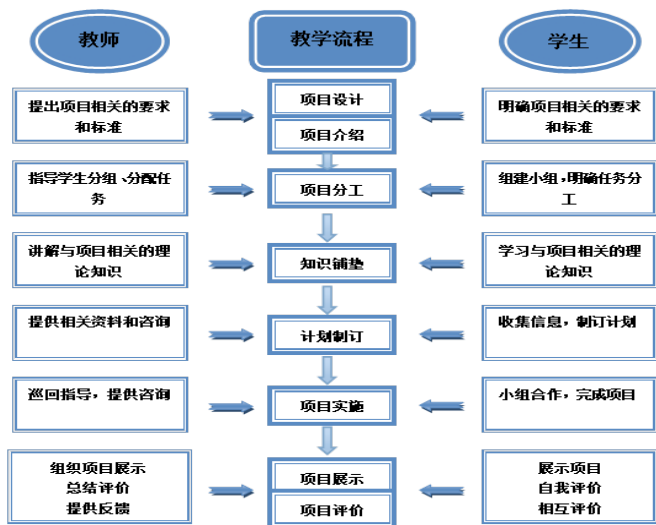 教师
教学流程
学生
提出项目相关的要求
和标准
项目设计
项目介绍
明确项目相关的要求
和标准
指导学生分组、分配任
务
项目分工
组建小组，明确任务分
工
讲解与项目相关的理
论知识
知识铺垫
学习与项目相关的理
论知识
提供相关资料和咨询
计划制订
收集信息，制订计划
巡回指导，提供咨询
项目实施
小组合作，完成项目
组织项目展示
总结评价
提供反馈
项目展示
项目评价
展示项目
自我评价
相互评价